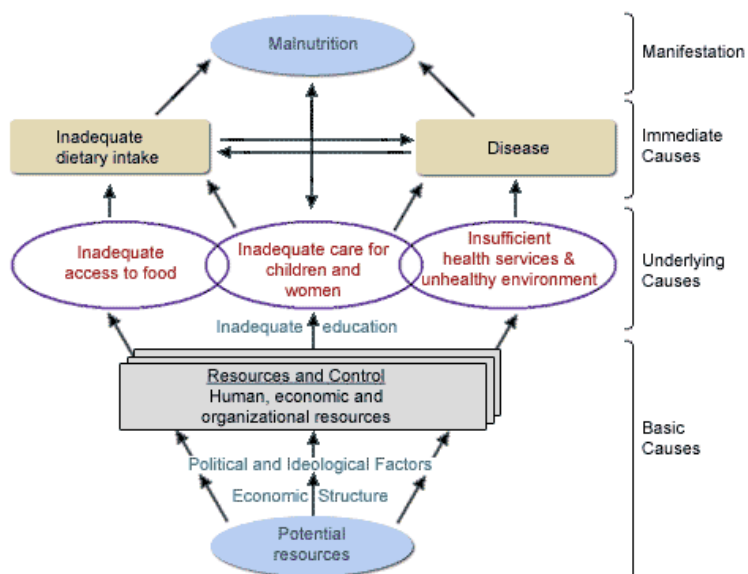 Malnutrition
Manifestation
Inadequate
dietary intake
Disease
Immediate
Causes
Inadequate
access to food
Inadequate care for
children and
women
Insufficient
health services &
unhealthy environment
Underlying
Causes
Inadequate education
Resources and Control
Human, economic and
organizational resources
Basic
Causes
Political and Ideological Factors
Economic Structure
Potential
resources